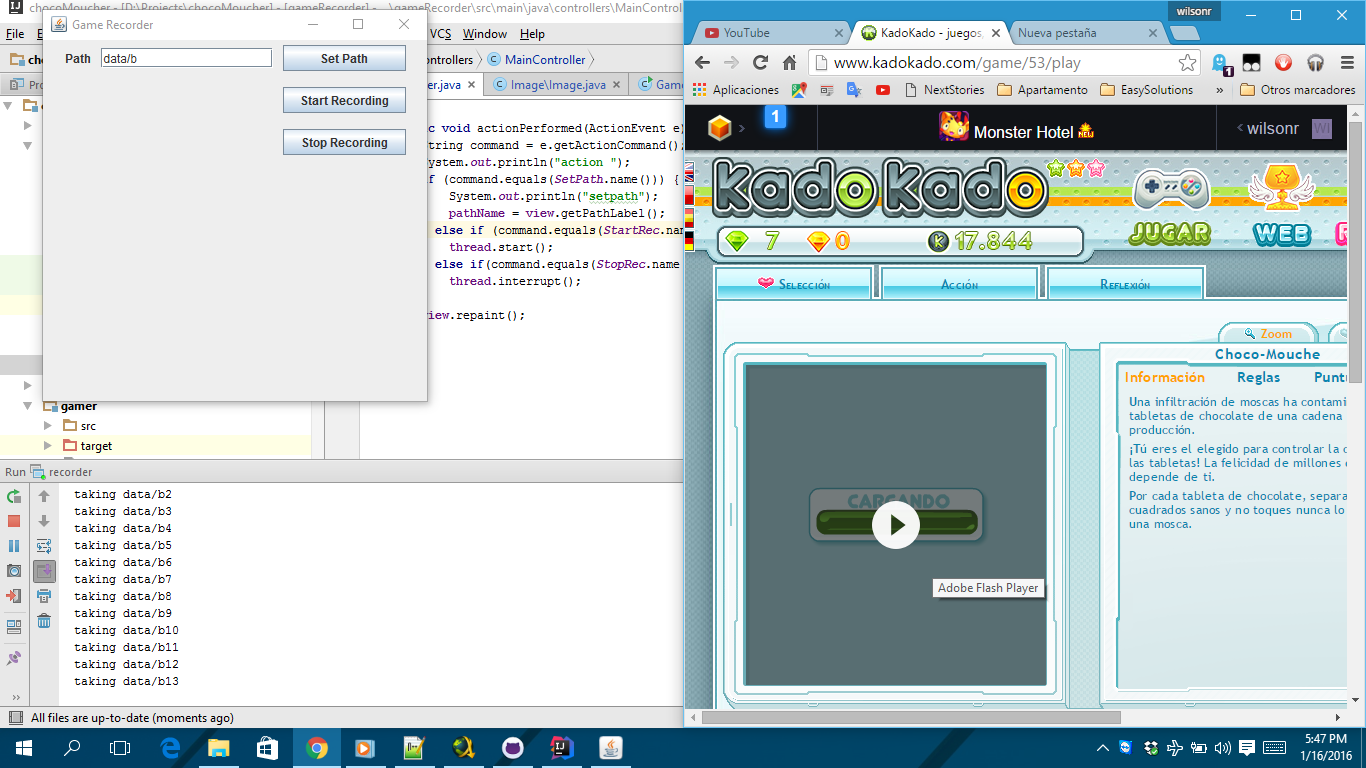 chocoMoucher - [D:\Projects\chocoMoucher] - [gameRecorder] - ...\gameRecorder\src\main\java\controllers\MainControl
File
VCS Window Help
Game Recorder
Path data/b Set Path
Start Recording
Stop Recording
controllers MainController
Image\Image.java
void actionPerformed(ActionEvent e)
string command = e.getActionCommand();
System.out.println("action ");
if (command.equals(SetPath.name())) {
System.out.println("setpath");
pathName = view.getPathLabel();
else if (command.equals(StartRec.na
thread.start();
else if(command.equals(StopRec.name
thread.interrupt();
view.repaint();
gamer
src
target
Run recorder
taking data/b2
taking data/b3
taking data/b4
taking data/b5
taking data/b6
taking data/b7
taking data/b8
taking data/b9
taking data/b10
taking data/b11
taking data/b12
taking data/b13
All files are up-to-date (moments ago)
wilsonr
YouTube
KadoKado - juegos,
Nueva pestaña
www.kadokado.com/game/53/play
1
Aplicaciones
NextStories
Apartamento
EasySolutions
»
Otros marcadores
1
Monster Hotel NEW
wilsonr WI
kadokado
7 0 K 17.844
JUGAR
WEB
Selección
Acción
Reflexión
Zoom
Choco-Mouche
Información Reglas Puntu
Una infiltración de moscas ha contami
tabletas de chocolate de una cadena
producción.
¡Tú eres el elegido para controlar la c
las tabletas! La felicidad de millones
depende de ti.
Por cada tableta de chocolate, separa
cuadrados sanos y no toques nunca lo
una mosca.
CARGANDO
Adobe Flash Player
5:47 PM
1/16/2016